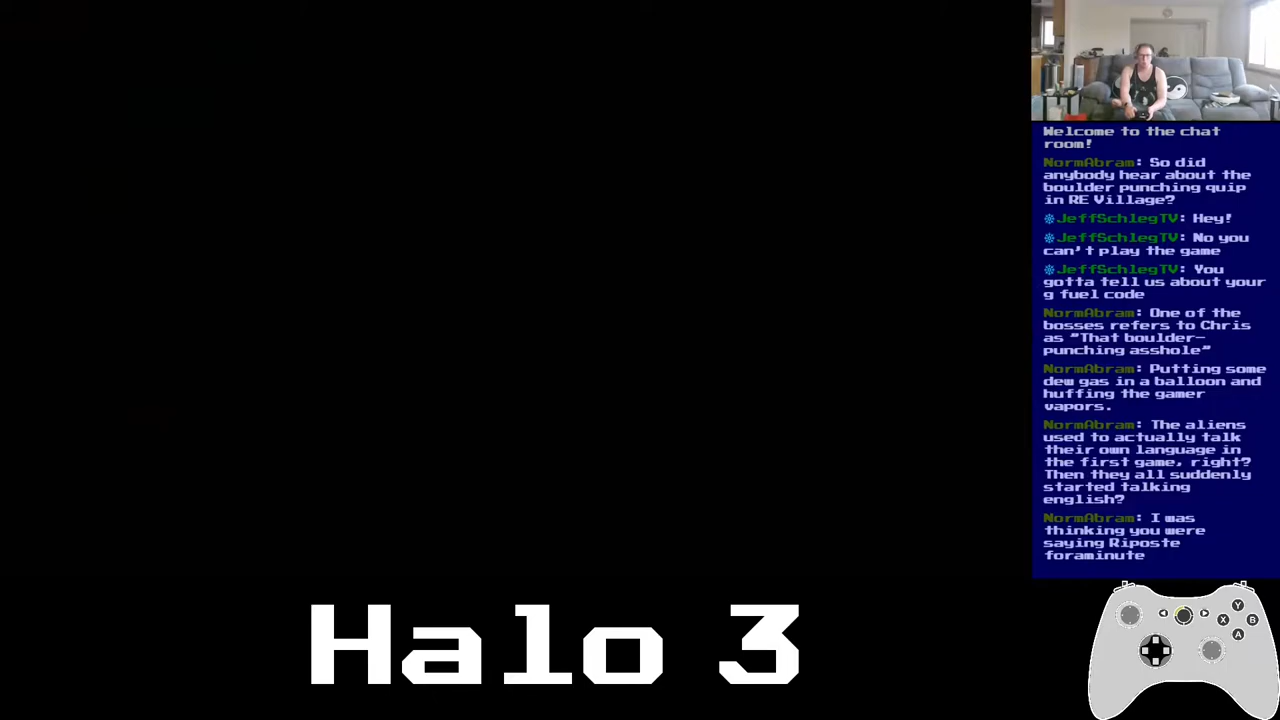 Welcome to the chat
room!
NormAbram: So did
anybody hear about the
boulder punching quip
in RE Village?
JeffSchlegTV: Hey!
JeffSchlegTV: No you
can't play the game
JeffSchlegTV: You
gotta tell us about your
g fuel code
NormAbram: One of the
bosses refers to Chris
as "That boulder-
punching asshole"
NormAbram: Putting some
dew gas in a balloon and
huffing the gamer
vapors.
NormAbram: The aliens
used to actually talk
their own language in
the first game, right?
Then they all suddenly
started talking
english?
NormAbram: I was
thinking you were
saying Riposte
foraminute
Halo 3
Y
X B
A